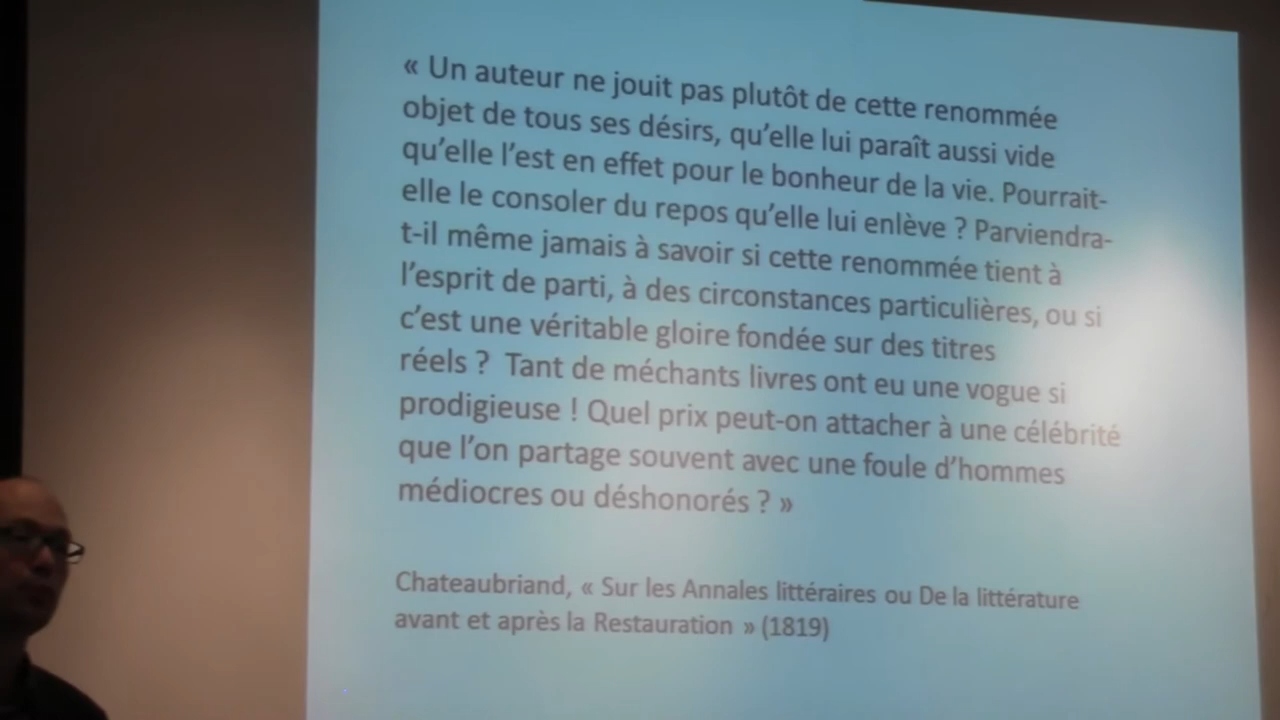 « Un auteur ne jouit pas plutôt de cette renommée
objet de tous ses désirs, qu’elle lui paraît aussi vide
qu’elle l’est en effet pour le bonheur de la vie. Pourrait-
elle le consoler du repos qu’elle lui enlève ? Parviendra-
t-il même jamais à savoir si cette renommée tient à
l’esprit de parti, à des circonstances particulières, ou si
c’est une véritable gloire fondée sur des titres
réels ? Tant de méchants livres ont eu une vogue si
prodigieuse ! Quel prix peut-on attacher à une célébrité
que l’on partage souvent avec une foule d’hommes
médiocres ou déshonorés ? »
Chateaubriand, « Sur les Annales littéraires ou De la littérature
avant et après la Restauration » (1819)